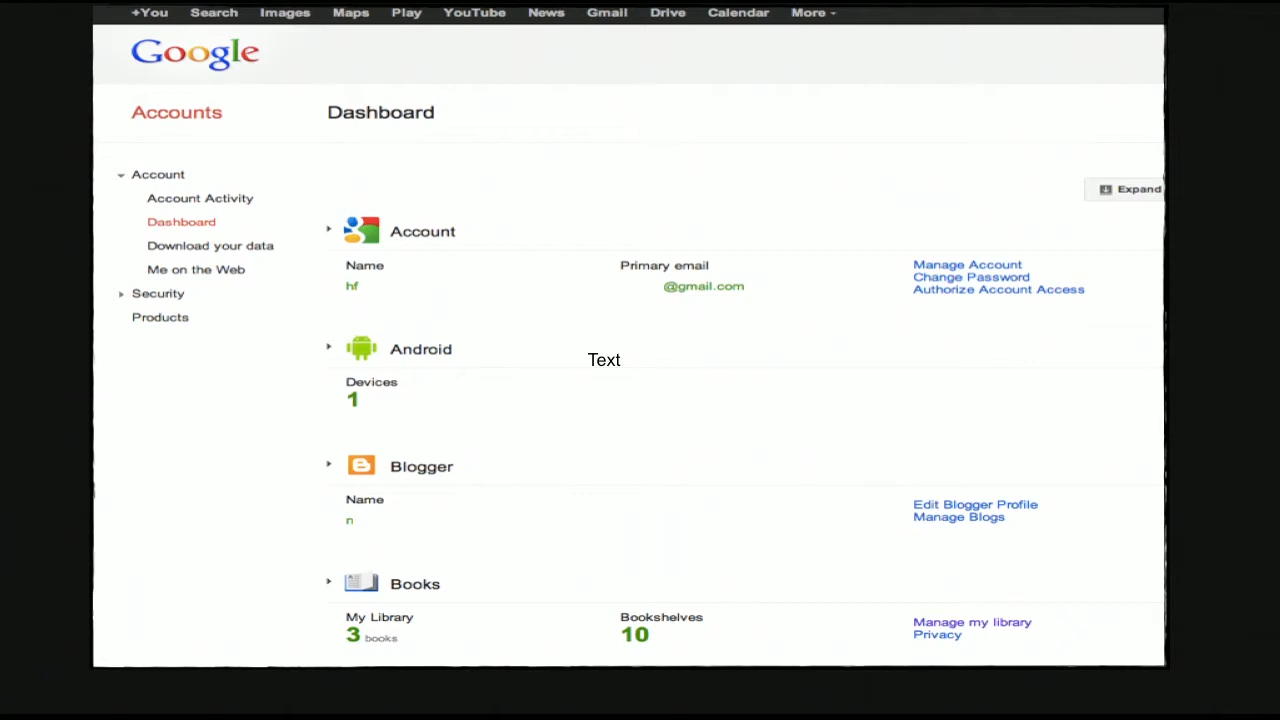 +You Search Images Maps Play YouTube News Gmail Drive Calendar More
Google
Accounts Dashboard
Account
Account Activity
Dashboard
Download your data
Me on the Web
Security
Products
Expand
Account
Name Primary email Manage Account
Change Password
hf @gmail.com Authorize Account Access
Android
Text
Devices
1
Blogger
Name Edit Blogger Profile
n Manage Blogs
Books
My Library Bookshelves Manage my library
3 books 10 Privacy